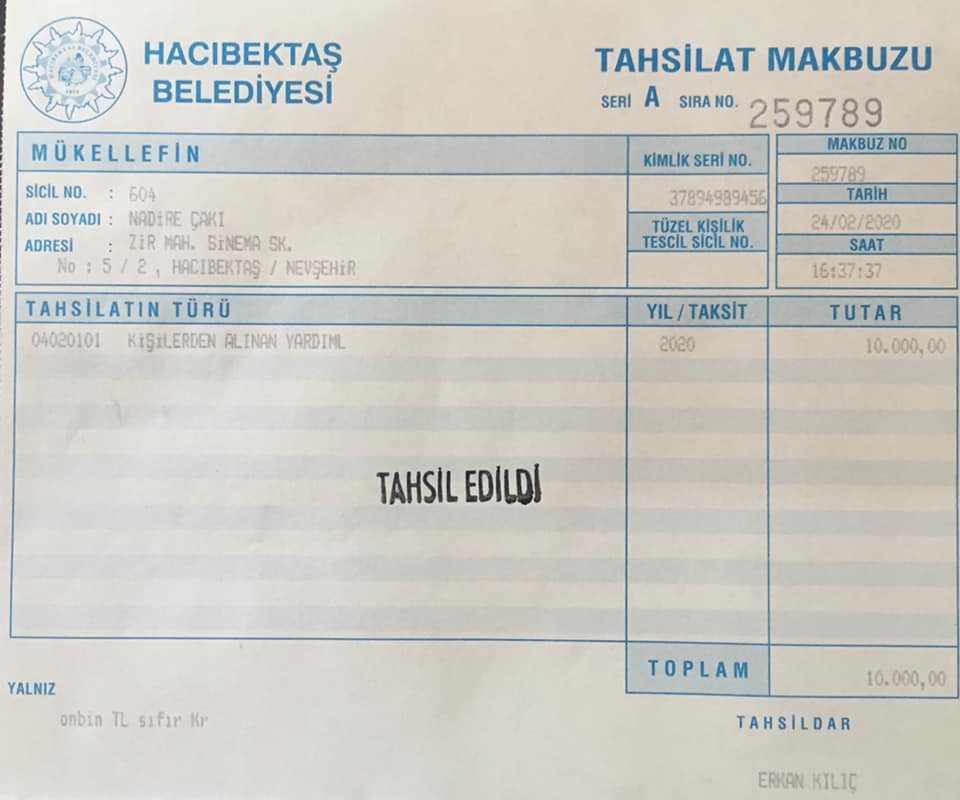 HACIBEKTAŞ
BELEDİYESİ
TAHSİLAT MAKBUZU
SERİ A SIRA NO. 259789
MÜKELLEFİN
SİCİL NO. : 604
ADI SOYADI : NADİRE ÇAKI
ADRESİ : ZİR MAH. SİNEMA SK.
No : 5 / 2 , HACIBEKTAŞ / NEVŞEHİR
KİMLİK SERİ NO.
37894989456
TÜZEL KİŞİLİK
TESCİL SİCİL NO.
MAKBUZ NO
259789
TARİH
24/02/2020
SAAT
16:37:37
TAHSİLATIN TÜRÜ YIL / TAKSİT TUTAR
04020101 KİŞİLERDEN ALINAN YARDIML 2020 10.000,00
TAHSİL EDİLDİ
TOPLAM 10.000,00
YALNIZ
onbin TL sıfır Kr
TAHSİLDAR
ERKAN KILIÇ